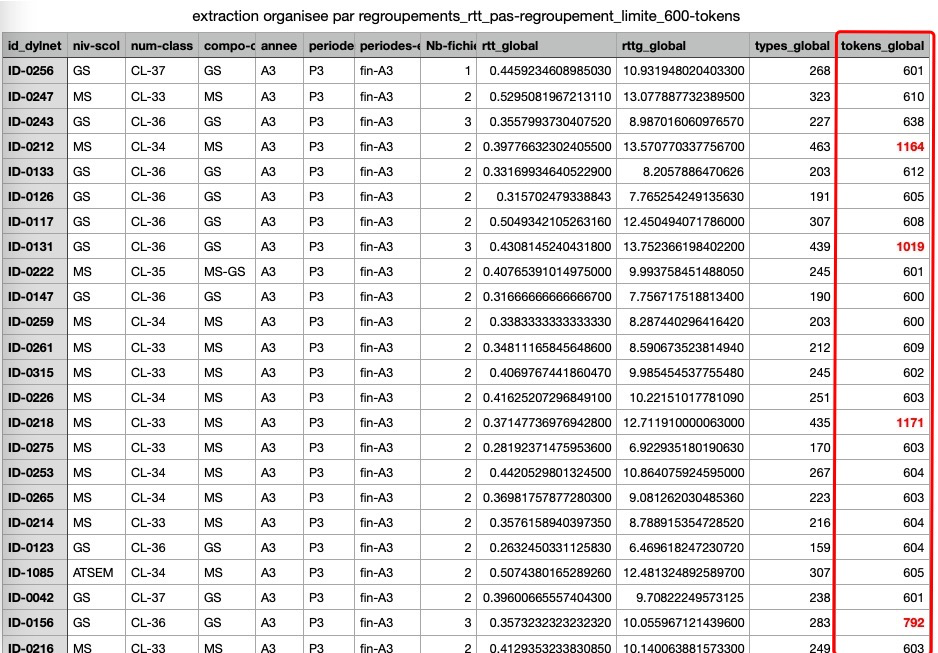 extraction organisee par regroupements_rtt_pas-regroupement_limite_600-tokens
id_dylnet niv-scol num-class compo-c annee periode periodes-e Nb-fichie rtt_global rttg_global types_global tokens_global
ID-0256 GS CL-37 GS A3 P3 fin-A3 1 0.4459234608985030 10.931948020403300 268 601
ID-0247 MS CL-33 MS A3 P3 fin-A3 2 0.5295081967213110 13.077887732389500 323 610
ID-0243 GS CL-36 GS A3 P3 fin-A3 3 0.3557993730407520 8.987016060976570 227 638
ID-0212 MS CL-34 MS A3 P3 fin-A3 2 0.39776632302405500 13.570770337756700 463 1164
ID-0133 GS CL-36 GS A3 P3 fin-A3 2 0.33169934640522900 8.2057886470626 203 612
ID-0126 GS CL-36 GS A3 P3 fin-A3 2 0.315702479338843 7.765254249135630 191 605
ID-0117 GS CL-36 GS A3 P3 fin-A3 2 0.5049342105263160 12.450494071786000 307 608
ID-0131 GS CL-36 GS A3 P3 fin-A3 3 0.4308145240431800 13.752366198402200 439 1019
ID-0222 MS CL-35 MS-GS A3 P3 fin-A3 2 0.40765391014975000 9.993758451488050 245 601
ID-0147 GS CL-36 GS A3 P3 fin-A3 2 0.31666666666666700 7.756717518813400 190 600
ID-0259 MS CL-34 MS A3 P3 fin-A3 2 0.3383333333333330 8.287440296416420 203 600
ID-0261 MS CL-33 MS A3 P3 fin-A3 2 0.34811165845648600 8.590673523814940 212 609
ID-0315 MS CL-33 MS A3 P3 fin-A3 2 0.4069767441860470 9.985454537755480 245 602
ID-0226 MS CL-34 MS A3 P3 fin-A3 2 0.41625207296849100 10.22151017781090 251 603
ID-0218 MS CL-33 MS A3 P3 fin-A3 2 0.37147736976942800 12.711910000063000 435 1171
ID-0275 MS CL-33 MS A3 P3 fin-A3 2 0.28192371475953600 6.922935180190630 170 603
ID-0253 MS CL-34 MS A3 P3 fin-A3 2 0.4420529801324500 10.864075924595000 267 604
ID-0265 MS CL-34 MS A3 P3 fin-A3 2 0.36981757877280300 9.081262030485360 223 603
ID-0214 MS CL-33 MS A3 P3 fin-A3 2 0.3576158940397350 8.788915354728520 216 604
ID-0123 GS CL-36 GS A3 P3 fin-A3 2 0.2632450331125830 6.469618247230720 159 604
ID-1085 ATSEM CL-34 MS A3 P3 fin-A3 2 0.5074380165289260 12.481324892589700 307 605
ID-0042 GS CL-37 GS A3 P3 fin-A3 2 0.39600665557404300 9.70822249573125 238 601
ID-0156 GS CL-36 GS A3 P3 fin-A3 3 0.3573232323232320 10.055967121439600 283 792
ID-0216 MS CL-33 MS A3 P3 fin-A3 2 0.4129353233830850 10.140063881573300 249 603